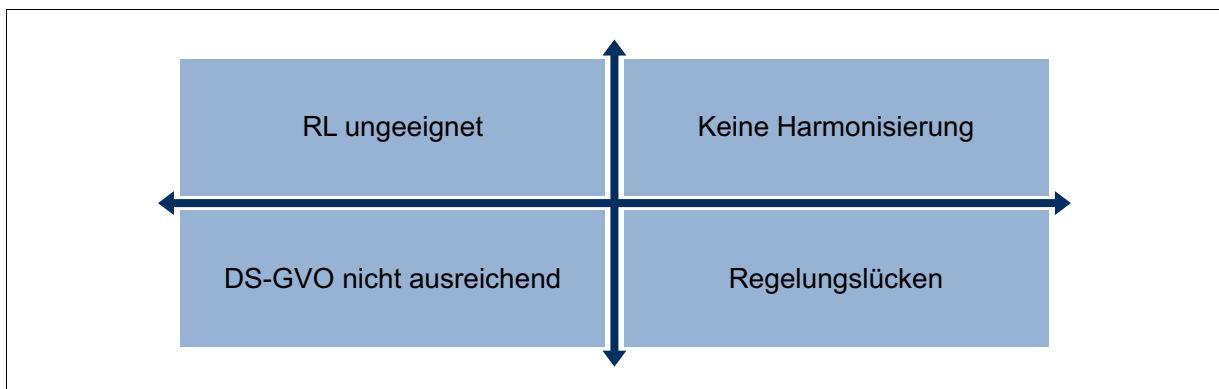 RL ungeeignet
Keine Harmonisierung
DS-GVO nicht ausreichend
Regelungslücken